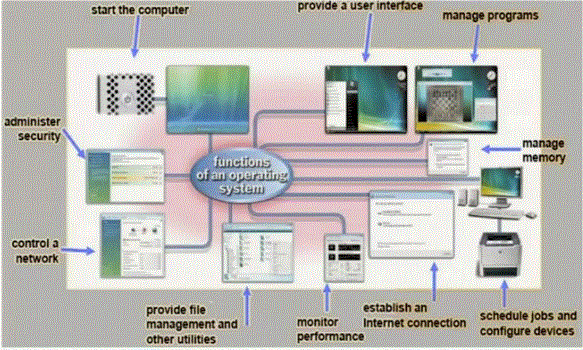 start the computer
provide a user interface
manage programs
administer
security
functions
of an operating
system
manage
memory
control a
network
provide file
management and
other utilities
monitor
performance
establish an
Internet connection
schedule jobs and
configure devices